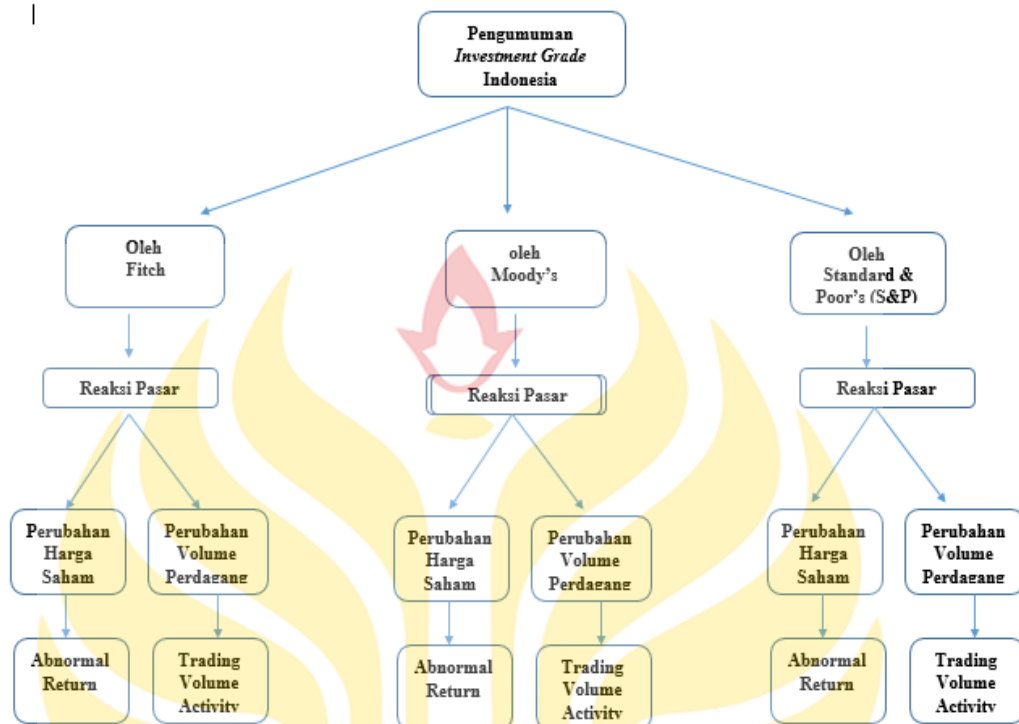 Pengumuman
Investment Grade
Indonesia
Oleh
Fitch
oleh
Moody's
Oleh
Standard &
Poor's (S&P)
Reaksi Pasar
Reaksi Pasar
Reaksi Pasar
Perubahan
Harga
Saham
Perubahan
Volume
Perdagang
Perubahan
Harga
Saham
Perubahan
Volume
Perdagang
Perubahan
Harga
Saham
Perubahan
Volume
Perdagang
Abnormal
Return
Trading
Volume
Activity
Abnormal
Return
Trading
Volume
Activity
Abnormal
Return
Trading
Volume
Activity